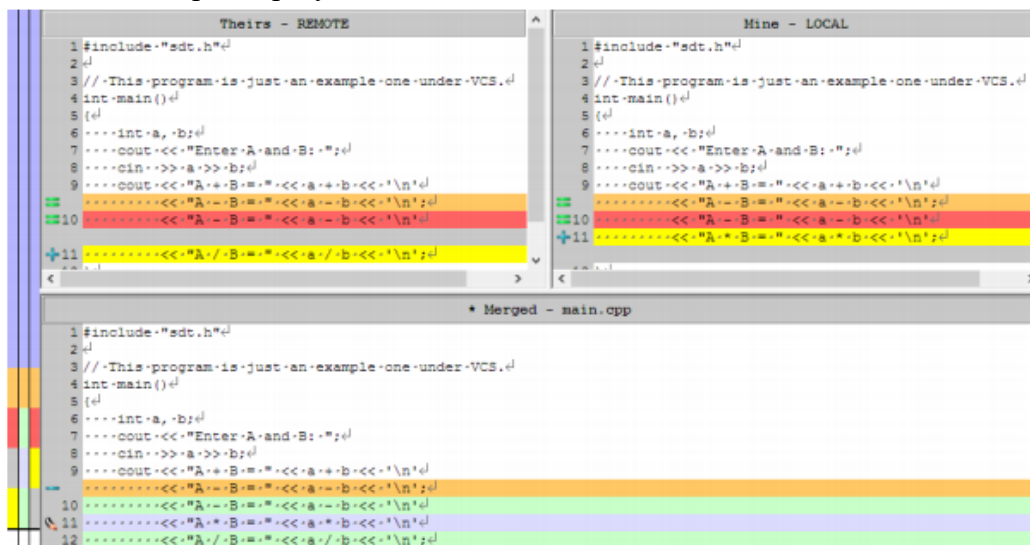 Theirs - REMOTE
1 #include·"sdt.h"↵
2 ↵
3 //·This·program·is·just·an·example·one·under·VCS.↵
4 int·main()↵
5 {↵
6 ····int·a,·b;↵
7 ····cout·<<·"Enter·A·and·B:·";↵
8 ····cin··>>·a·>>·b;↵
9 ····cout·<<·"A·+·B·=·"·<<·a·+·b·<<·'\n'↵
·········<<·"A·-·B·=·"·<<·a·-·b·<<·'\n';↵
10 ·········<<·"A·-·B·=·"·<<·a·-·b·<<·'\n'↵
11 ·········<<·"A·/·B·=·"·<<·a·/·b·<<·'\n';↵
Mine - LOCAL
1 #include·"sdt.h"↵
2 ↵
3 //·This·program·is·just·an·example·one·under·VCS.↵
4 int·main()↵
5 {↵
6 ····int·a,·b;↵
7 ····cout·<<·"Enter·A·and·B:·";↵
8 ····cin··>>·a·>>·b;↵
9 ····cout·<<·"A·+·B·=·"·<<·a·+·b·<<·'\n'↵
·········<<·"A·-·B·=·"·<<·a·-·b·<<·'\n';↵
10 ·········<<·"A·-·B·=·"·<<·a·-·b·<<·'\n'↵
11 ·········<<·"A·*·B·=·"·<<·a·*·b·<<·'\n';↵
* Merged - main.cpp
1 #include·"sdt.h"↵
2 ↵
3 //·This·program·is·just·an·example·one·under·VCS.↵
4 int·main()↵
5 {↵
6 ····int·a,·b;↵
7 ····cout·<<·"Enter·A·and·B:·";↵
8 ····cin··>>·a·>>·b;↵
9 ····cout·<<·"A·+·B·=·"·<<·a·+·b·<<·'\n'↵
·········<<·"A·-·B·=·"·<<·a·-·b·<<·'\n';↵
10 ·········<<·"A·-·B·=·"·<<·a·-·b·<<·'\n'↵
11 ·········<<·"A·*·B·=·"·<<·a·*·b·<<·'\n'↵
12 ·········<<·"A·/·B·=·"·<<·a·/·b·<<·'\n';↵